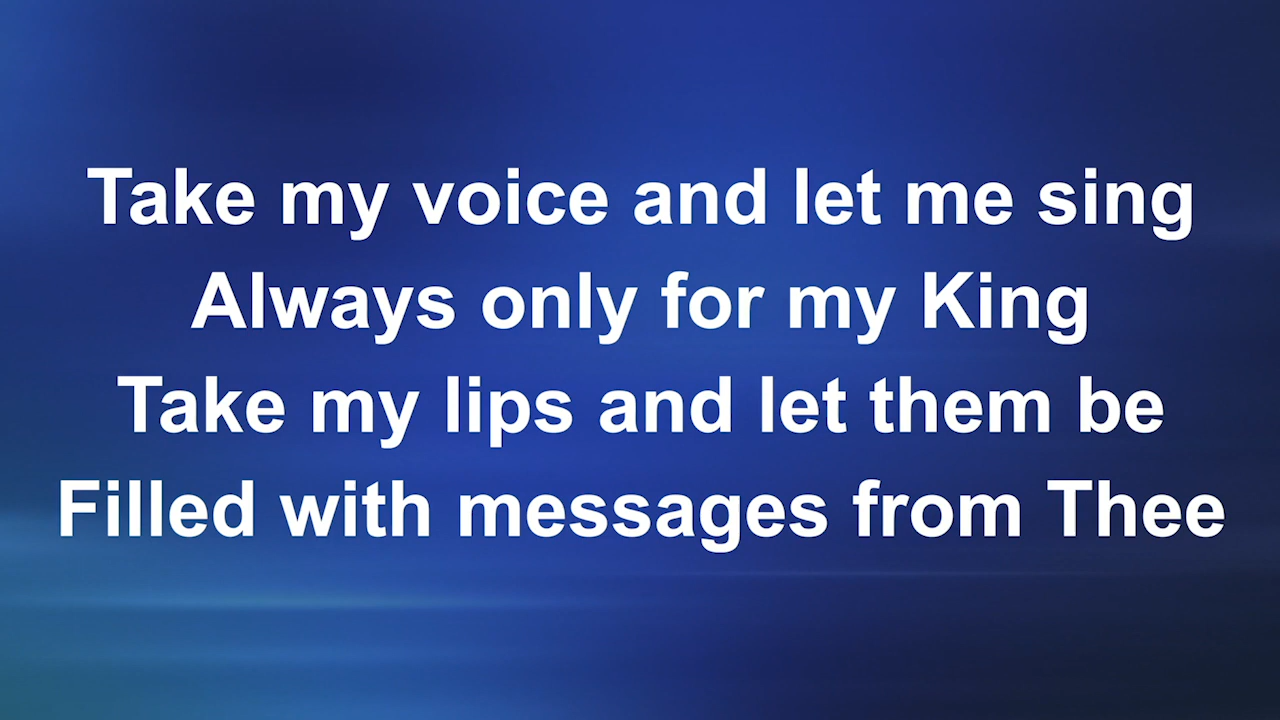 Take my voice and let me sing
Always only for my King
Take my lips and let them be
Filled with messages from Thee